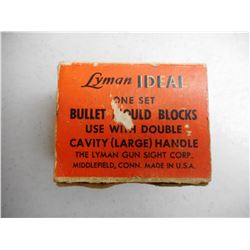 Lyman IDEAL
ONE SET
BULLET MOULD BLOCKS
USE WITH DOUBLE
CAVITY (LARGE) HANDLE
THE LYMAN GUN SIGHT CORP.
MIDDLEFIELD, CONN. MADE IN U.S.A.